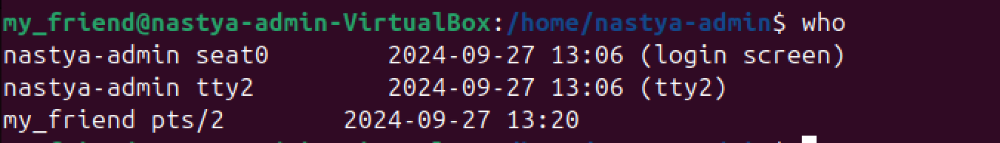 my_friend@nastya-admin-VirtualBox:/home/nastya-admin$ who
nastya-admin seat0        2024-09-27 13:06 (login screen)
nastya-admin tty2         2024-09-27 13:06 (tty2)
my_friend pts/2        2024-09-27 13:20